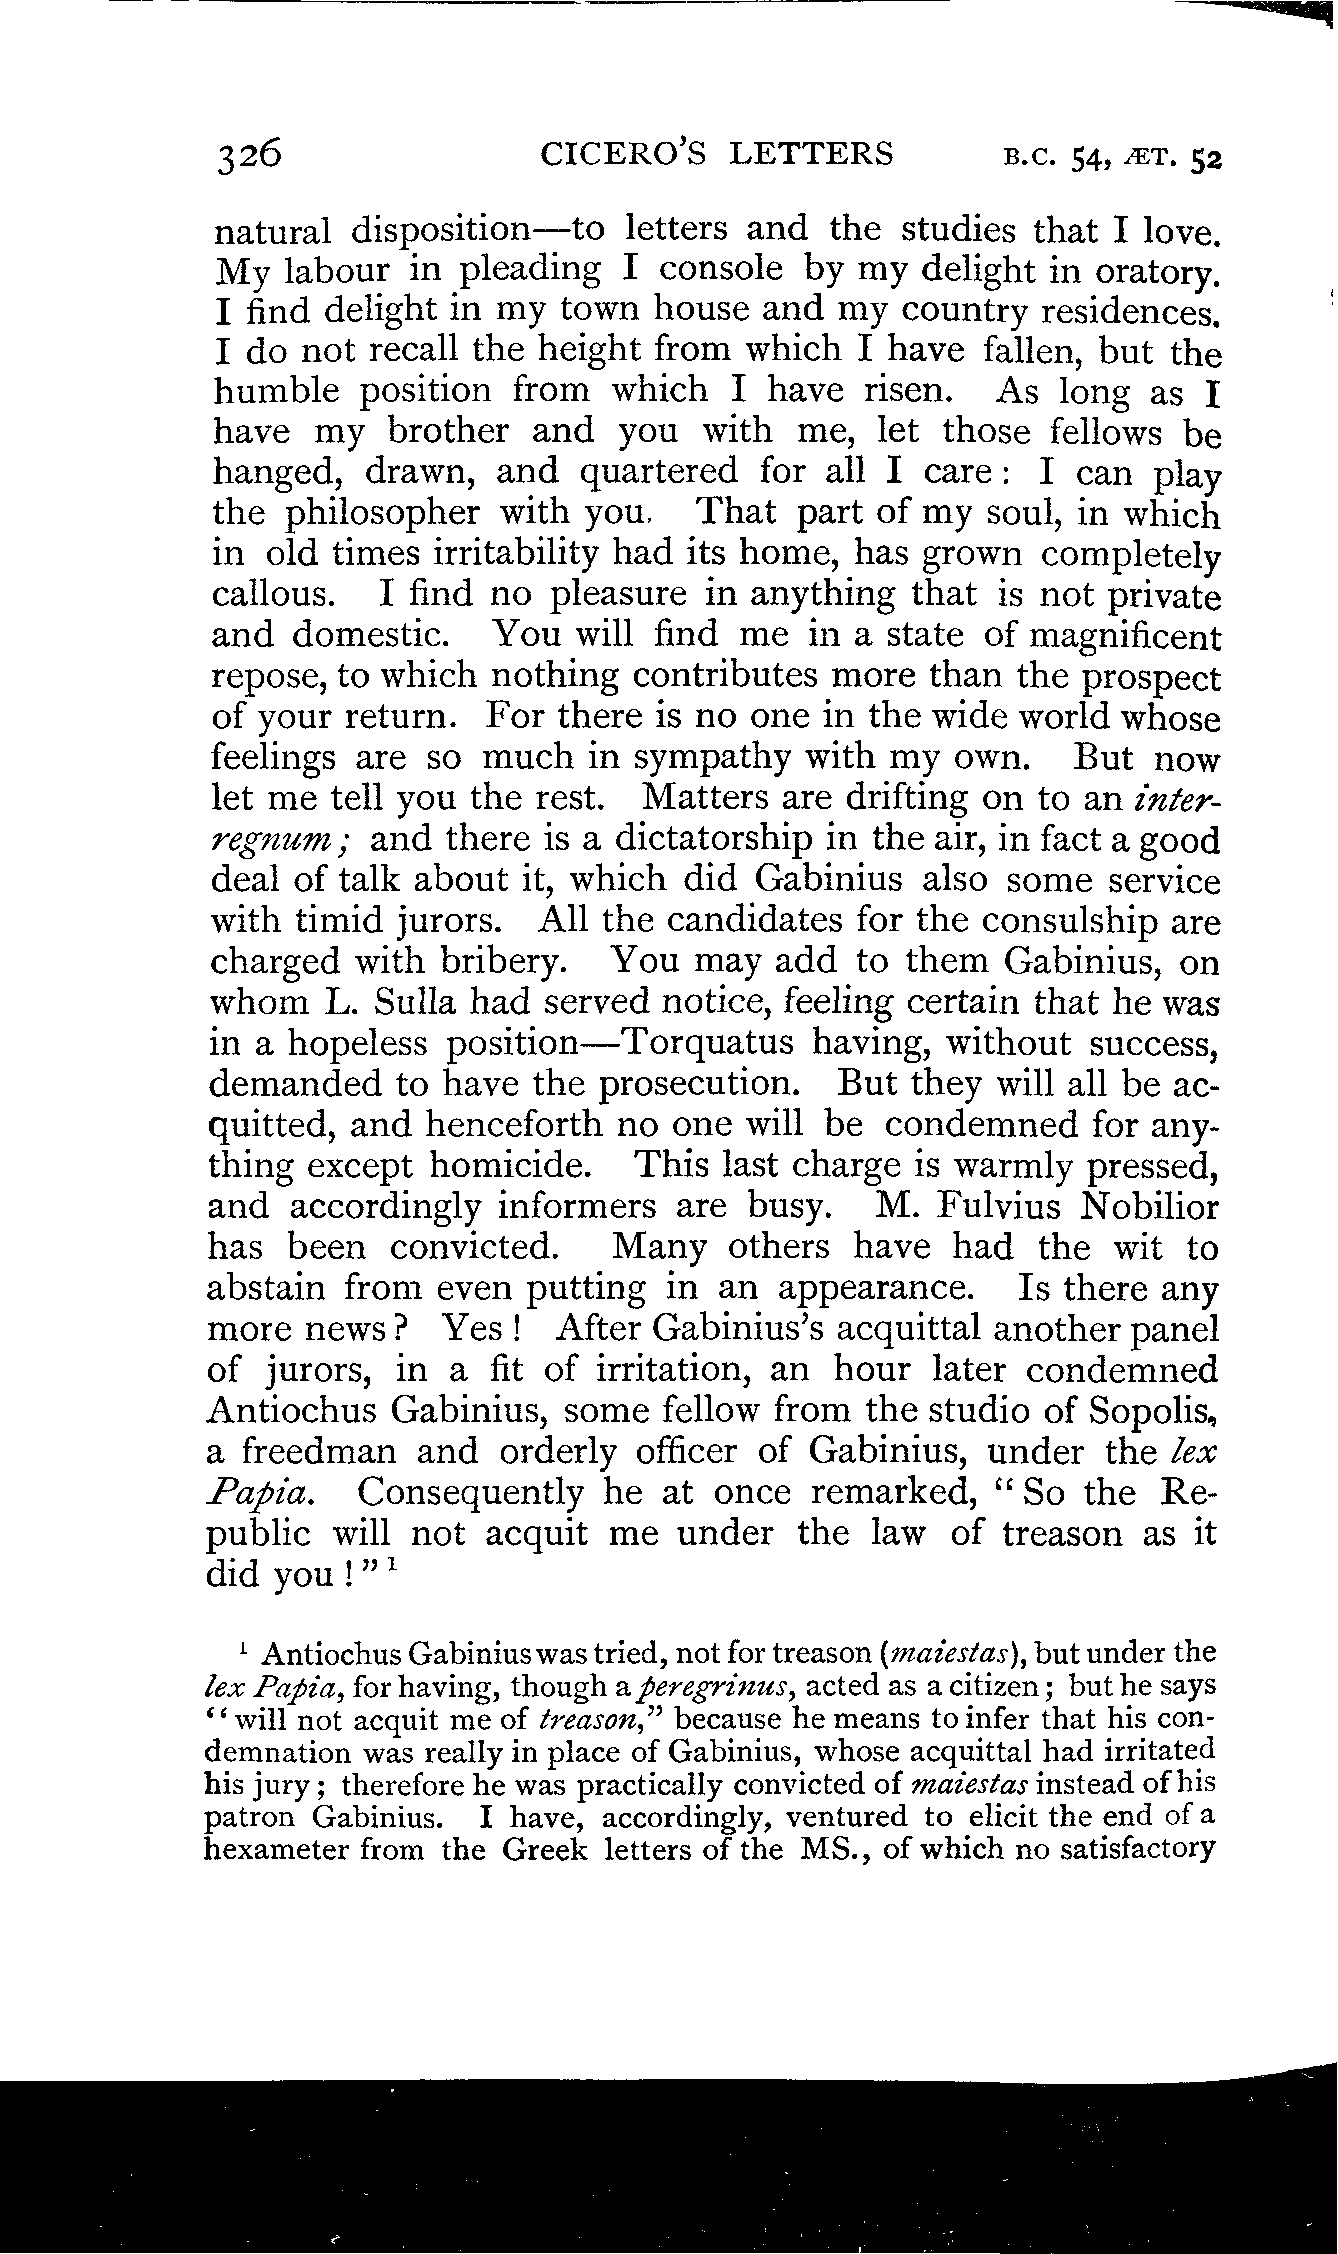 326 CICERO'S LETTERS B.C. 54, ÆT. 52
natural disposition—to letters and the studies that I love.
My labour in pleading I console by my delight in oratory.
I find delight in my town house and my country residences.
I do not recall the height from which I have fallen, but the
humble position from which I have risen. As long as I
have my brother and you with me, let those fellows be
hanged, drawn, and quartered for all I care : I can play
the philosopher with you. That part of my soul, in which
in old times irritability had its home, has grown completely
callous. I find no pleasure in anything that is not private
and domestic. You will find me in a state of magnificent
repose, to which nothing contributes more than the prospect
of your return. For there is no one in the wide world whose
feelings are so much in sympathy with my own. But now
let me tell you the rest. Matters are drifting on to an inter-
regnum ; and there is a dictatorship in the air, in fact a good
deal of talk about it, which did Gabinius also some service
with timid jurors. All the candidates for the consulship are
charged with bribery. You may add to them Gabinius, on
whom L. Sulla had served notice, feeling certain that he was
in a hopeless position—Torquatus having, without success,
demanded to have the prosecution. But they will all be ac-
quitted, and henceforth no one will be condemned for any-
thing except homicide. This last charge is warmly pressed,
and accordingly informers are busy. M. Fulvius Nobilior
has been convicted. Many others have had the wit to
abstain from even putting in an appearance. Is there any
more news ? Yes ! After Gabinius's acquittal another panel
of jurors, in a fit of irritation, an hour later condemned
Antiochus Gabinius, some fellow from the studio of Sopolis,
a freedman and orderly officer of Gabinius, under the lex
Papia. Consequently he at once remarked, “ So the Re-
public will not acquit me under the law of treason as it
did you ! ” ¹
¹ Antiochus Gabinius was tried, not for treason (maiestas), but under the
lex Papia, for having, though a peregrinus, acted as a citizen ; but he says
“ will not acquit me of treason,” because he means to infer that his con-
demnation was really in place of Gabinius, whose acquittal had irritated
his jury ; therefore he was practically convicted of maiestas instead of his
patron Gabinius. I have, accordingly, ventured to elicit the end of a
hexameter from the Greek letters of the MS., of which no satisfactory